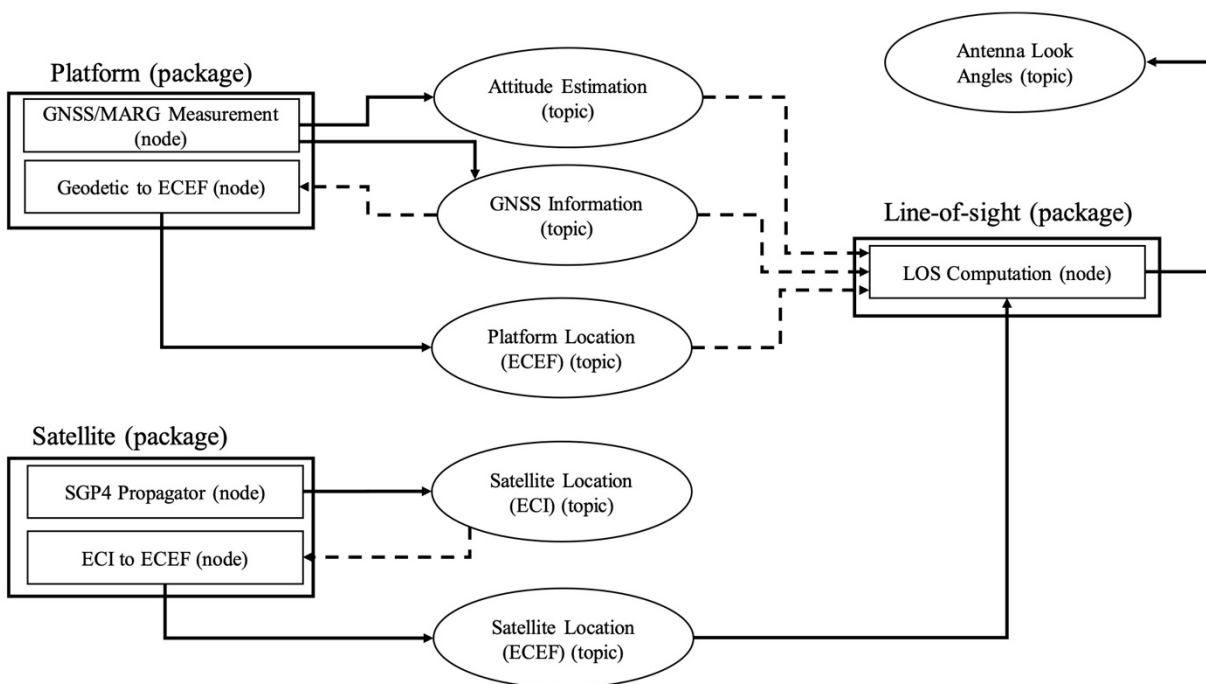 Antenna Look
Angles (topic)
Platform (package)
GNSS/MARG Measurement
(node)
Geodetic to ECEF (node)
Attitude Estimation
(topic)
GNSS Information
(topic)
Platform Location
(ECEF) (topic)
Line-of-sight (package)
LOS Computation (node)
Satellite (package)
SGP4 Propagator (node)
ECI to ECEF (node)
Satellite Location
(ECI) (topic)
Satellite Location
(ECEF) (topic)